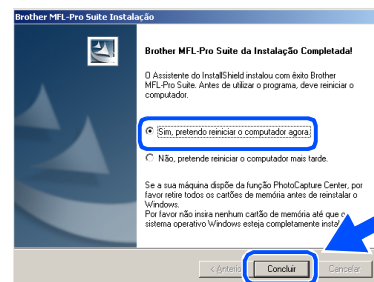 Brother MFL-Pro Suite Instalação
Brother MFL-Pro Suite da Instalação Completada!
O Assistente do InstallShield instalou com êxito Brother
MFL-Pro Suite. Antes de utilizar o programa, deve reiniciar o
computador.
Sim, pretendo reiniciar o computador agora.
Não, pretende reiniciar o computador mais tarde.
Se a sua máquina dispõe da função PhotoCapture Center, por
favor retire todos os cartões de memória antes de reinstalar o
Windows.
Por favor não insira nenhum cartão de memória até que o
sistema operativo Windows esteja completamente
< Anterio
Concluir
Cancelar